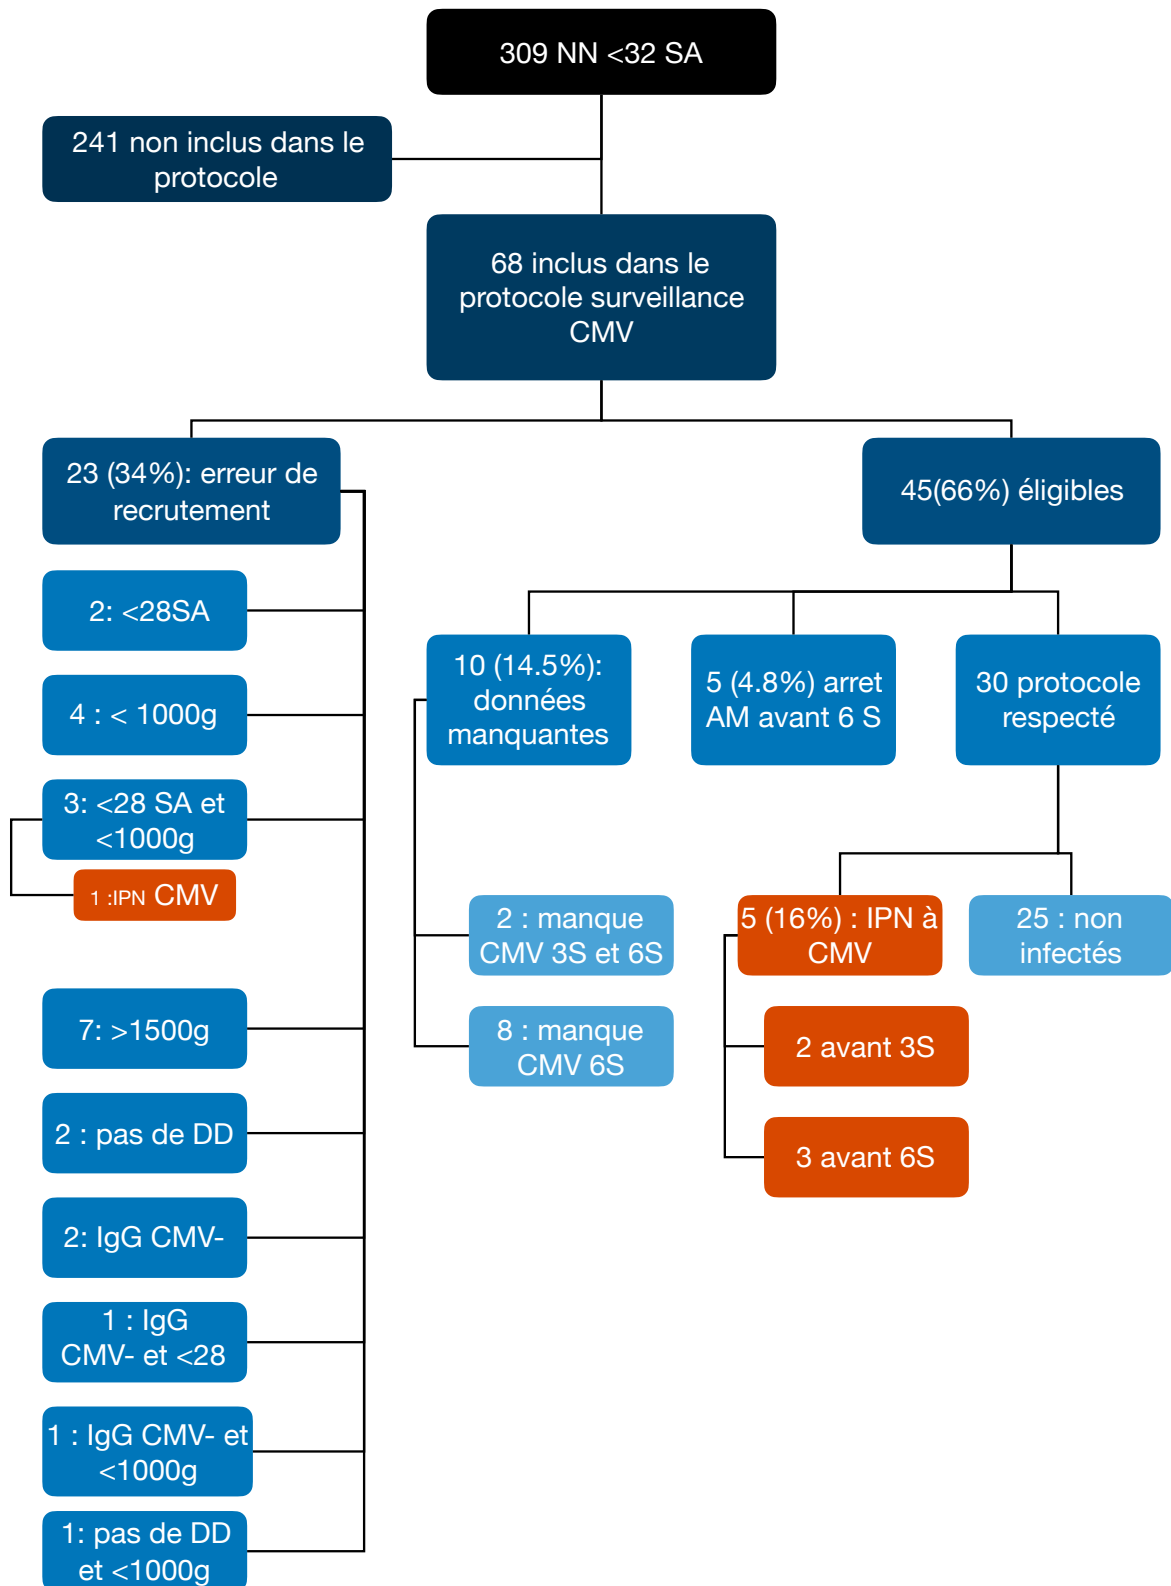 309 NN <32 SA
241 non inclus dans le
protocole
68 inclus dans le
protocole surveillance
CMV
23 (34%): erreur de
recrutement
45(66%) éligibles
2: <28SA
4 : < 1000g
3: <28 SA et
<1000g
1 :IPN CMV
7: >1500g
2 : pas de DD
2: IgG CMV-
1 : IgG
CMV- et <28
1 : IgG CMV- et
<1000g
1: pas de DD
et <1000g
10 (14.5%):
données
manquantes
5 (4.8%) arret
AM avant 6 S
30 protocole
respecté
2 : manque
CMV 3S et 6S
8 : manque
CMV 6S
5 (16%) : IPN à
CMV
25 : non
infectés
2 avant 3S
3 avant 6S